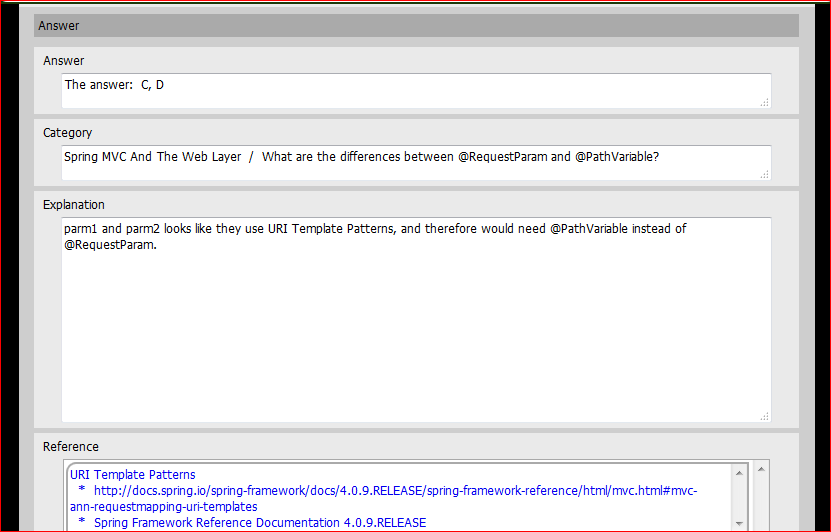 Answer
Answer
The answer:  C, D
Category
Spring MVC And The Web Layer  /  What are the differences between @RequestParam and @PathVariable?
Explanation
parm1 and parm2 looks like they use URI Template Patterns, and therefore would need @PathVariable instead of
@RequestParam.
Reference
URI Template Patterns
*  http://docs.spring.io/spring-framework/docs/4.0.9.RELEASE/spring-framework-reference/html/mvc.html#mvc-
ann-requestmapping-uri-templates
*  Spring Framework Reference Documentation 4.0.9.RELEASE